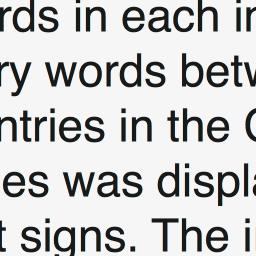 rds in each in
ry words betw
ntries in the C
es was displa
t signs. The i